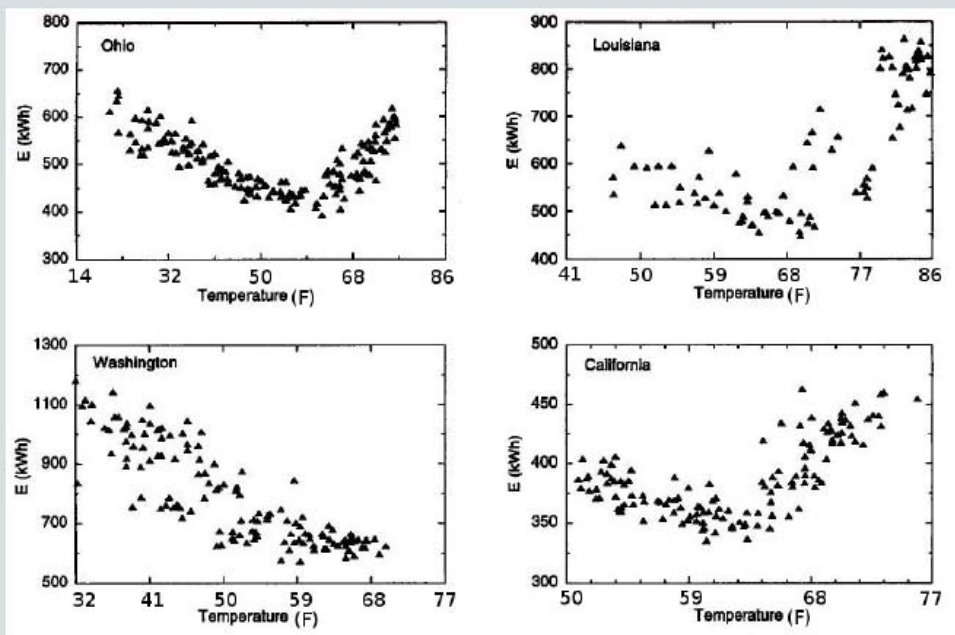 800
700
600
500
400
300
E (kWh)
Ohio
14 32 50 68 86
Temperature (F)
900
800
700
600
500
400
E (kWh)
Louisiana
41 50 59 68 77 86
Temperature (F)
1300
1100
900
700
500
E (kWh)
Washington
32 41 50 59 68 77
Temperature (F)
500
450
400
350
300
E (kWh)
California
50 59 68 77
Temperature (F)